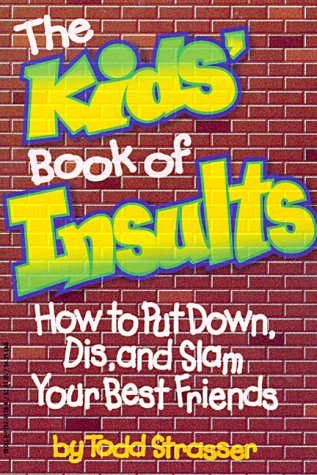 The
Kids'
Book of
Insults
How to Put Down,
Dis, and Slam
Your Best Friends
by Todd Strasser